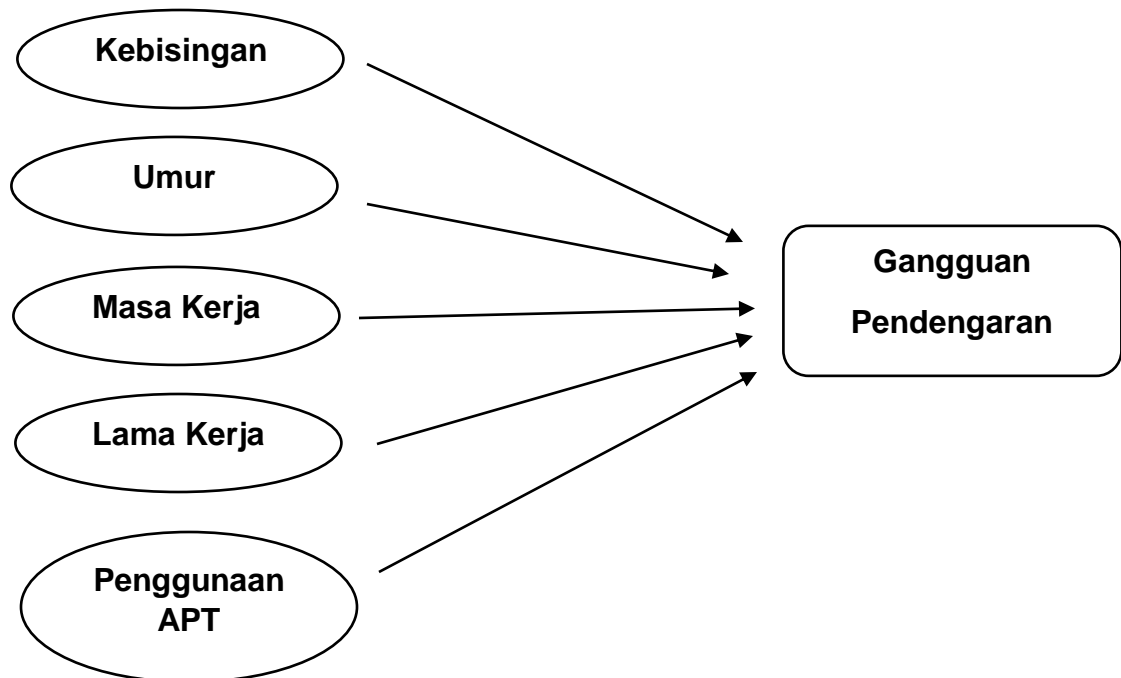 Kebisingan
Umur
Masa Kerja
Lama Kerja
Penggunaan
APT
Gangguan
Pendengaran